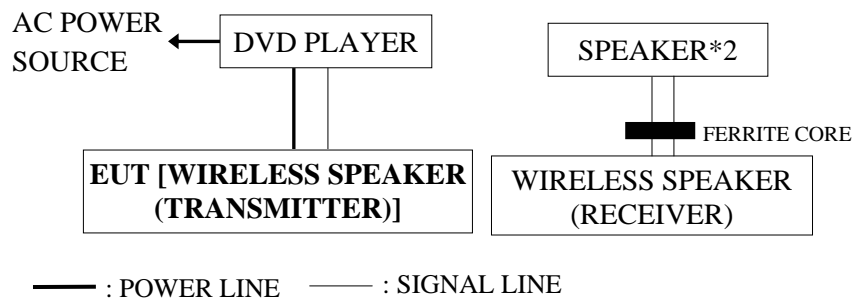 AC POWER
SOURCE
DVD PLAYER
SPEAKER*2
FERRITE CORE
EUT [WIRELESS SPEAKER
(TRANSMITTER)]
WIRELESS SPEAKER
(RECEIVER)
: POWER LINE
: SIGNAL LINE